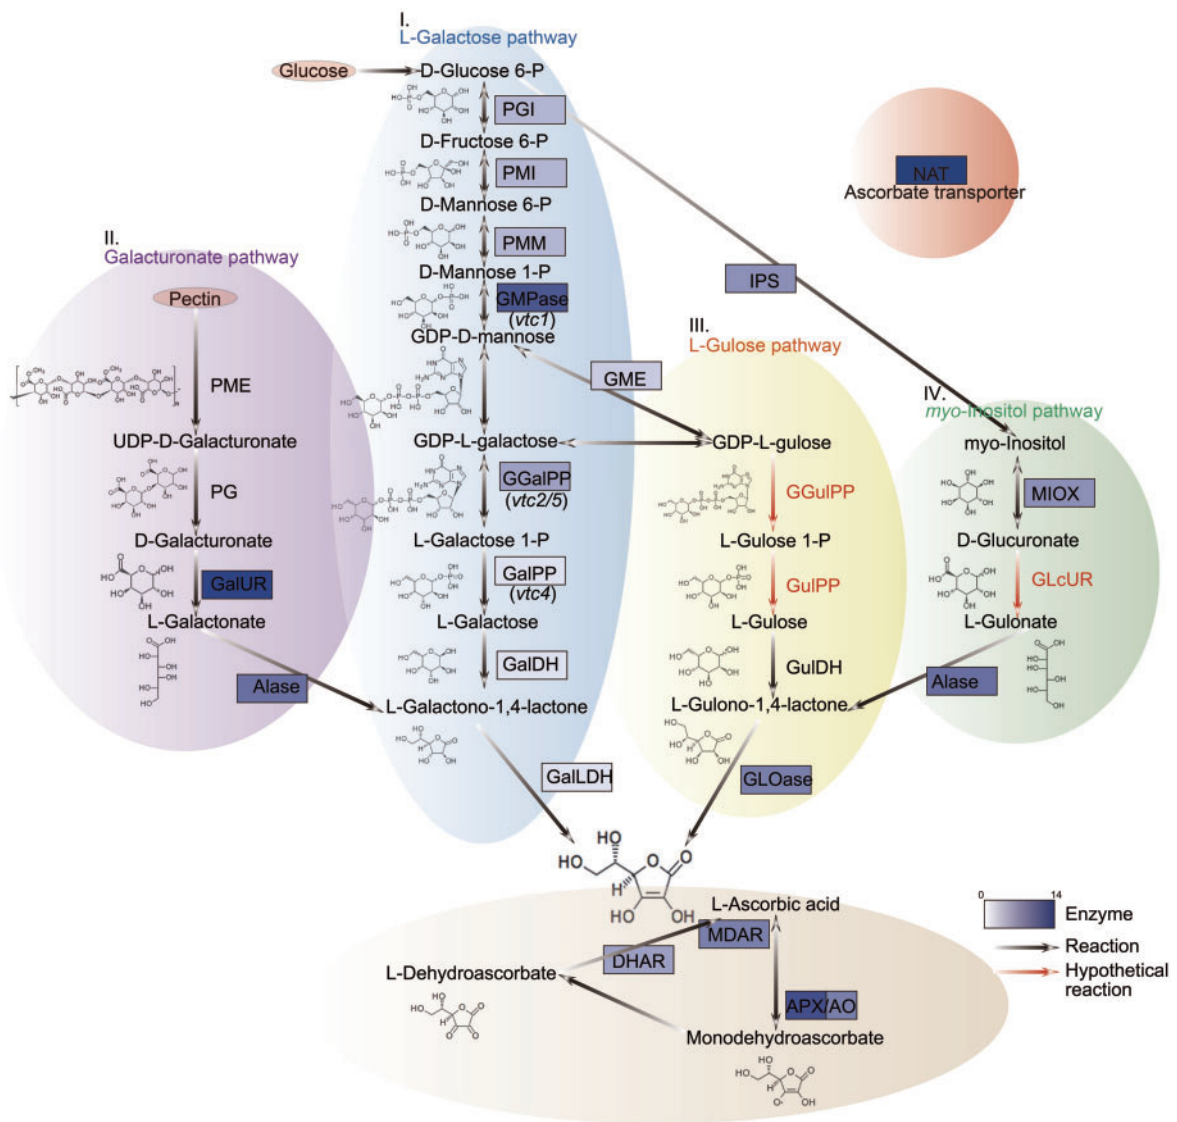 I.
L-Galactose pathway
Glucose
D-Glucose 6-P
PGI
D-Fructose 6-P
PMI
D-Mannose 6-P
PMM
D-Mannose 1-P
GMPase
(vtc1)
GDP-D-mannose
GME
GDP-L-galactose
GGalPP
(vtc2/5)
L-Galactose 1-P
GalPP
(vtc4)
L-Galactose
GalDH
L-Galactono-1,4-lactone
GalLDH
NAT
Ascorbate transporter
IPS
II.
Galacturonate pathway
Pectin
PME
UDP-D-Galacturonate
PG
D-Galacturonate
GalUR
L-Galactonate
Alase
III.
L-Gulose pathway
GDP-L-gulose
GGulPP
L-Gulose 1-P
GulPP
L-Gulose
GulDH
L-Gulono-1,4-lactone
GLOase
IV.
myo-Inositol pathway
myo-Inositol
MIOX
D-Glucuronate
GLcUR
L-Gulonate
Alase
HO
HO
O
O
H
HO
OH
L-Ascorbic acid
MDAR
DHAR
L-Dehydroascorbate
APX/AO
Monodehydroascorbate
0 14
Enzyme
Reaction
Hypothetical
reaction